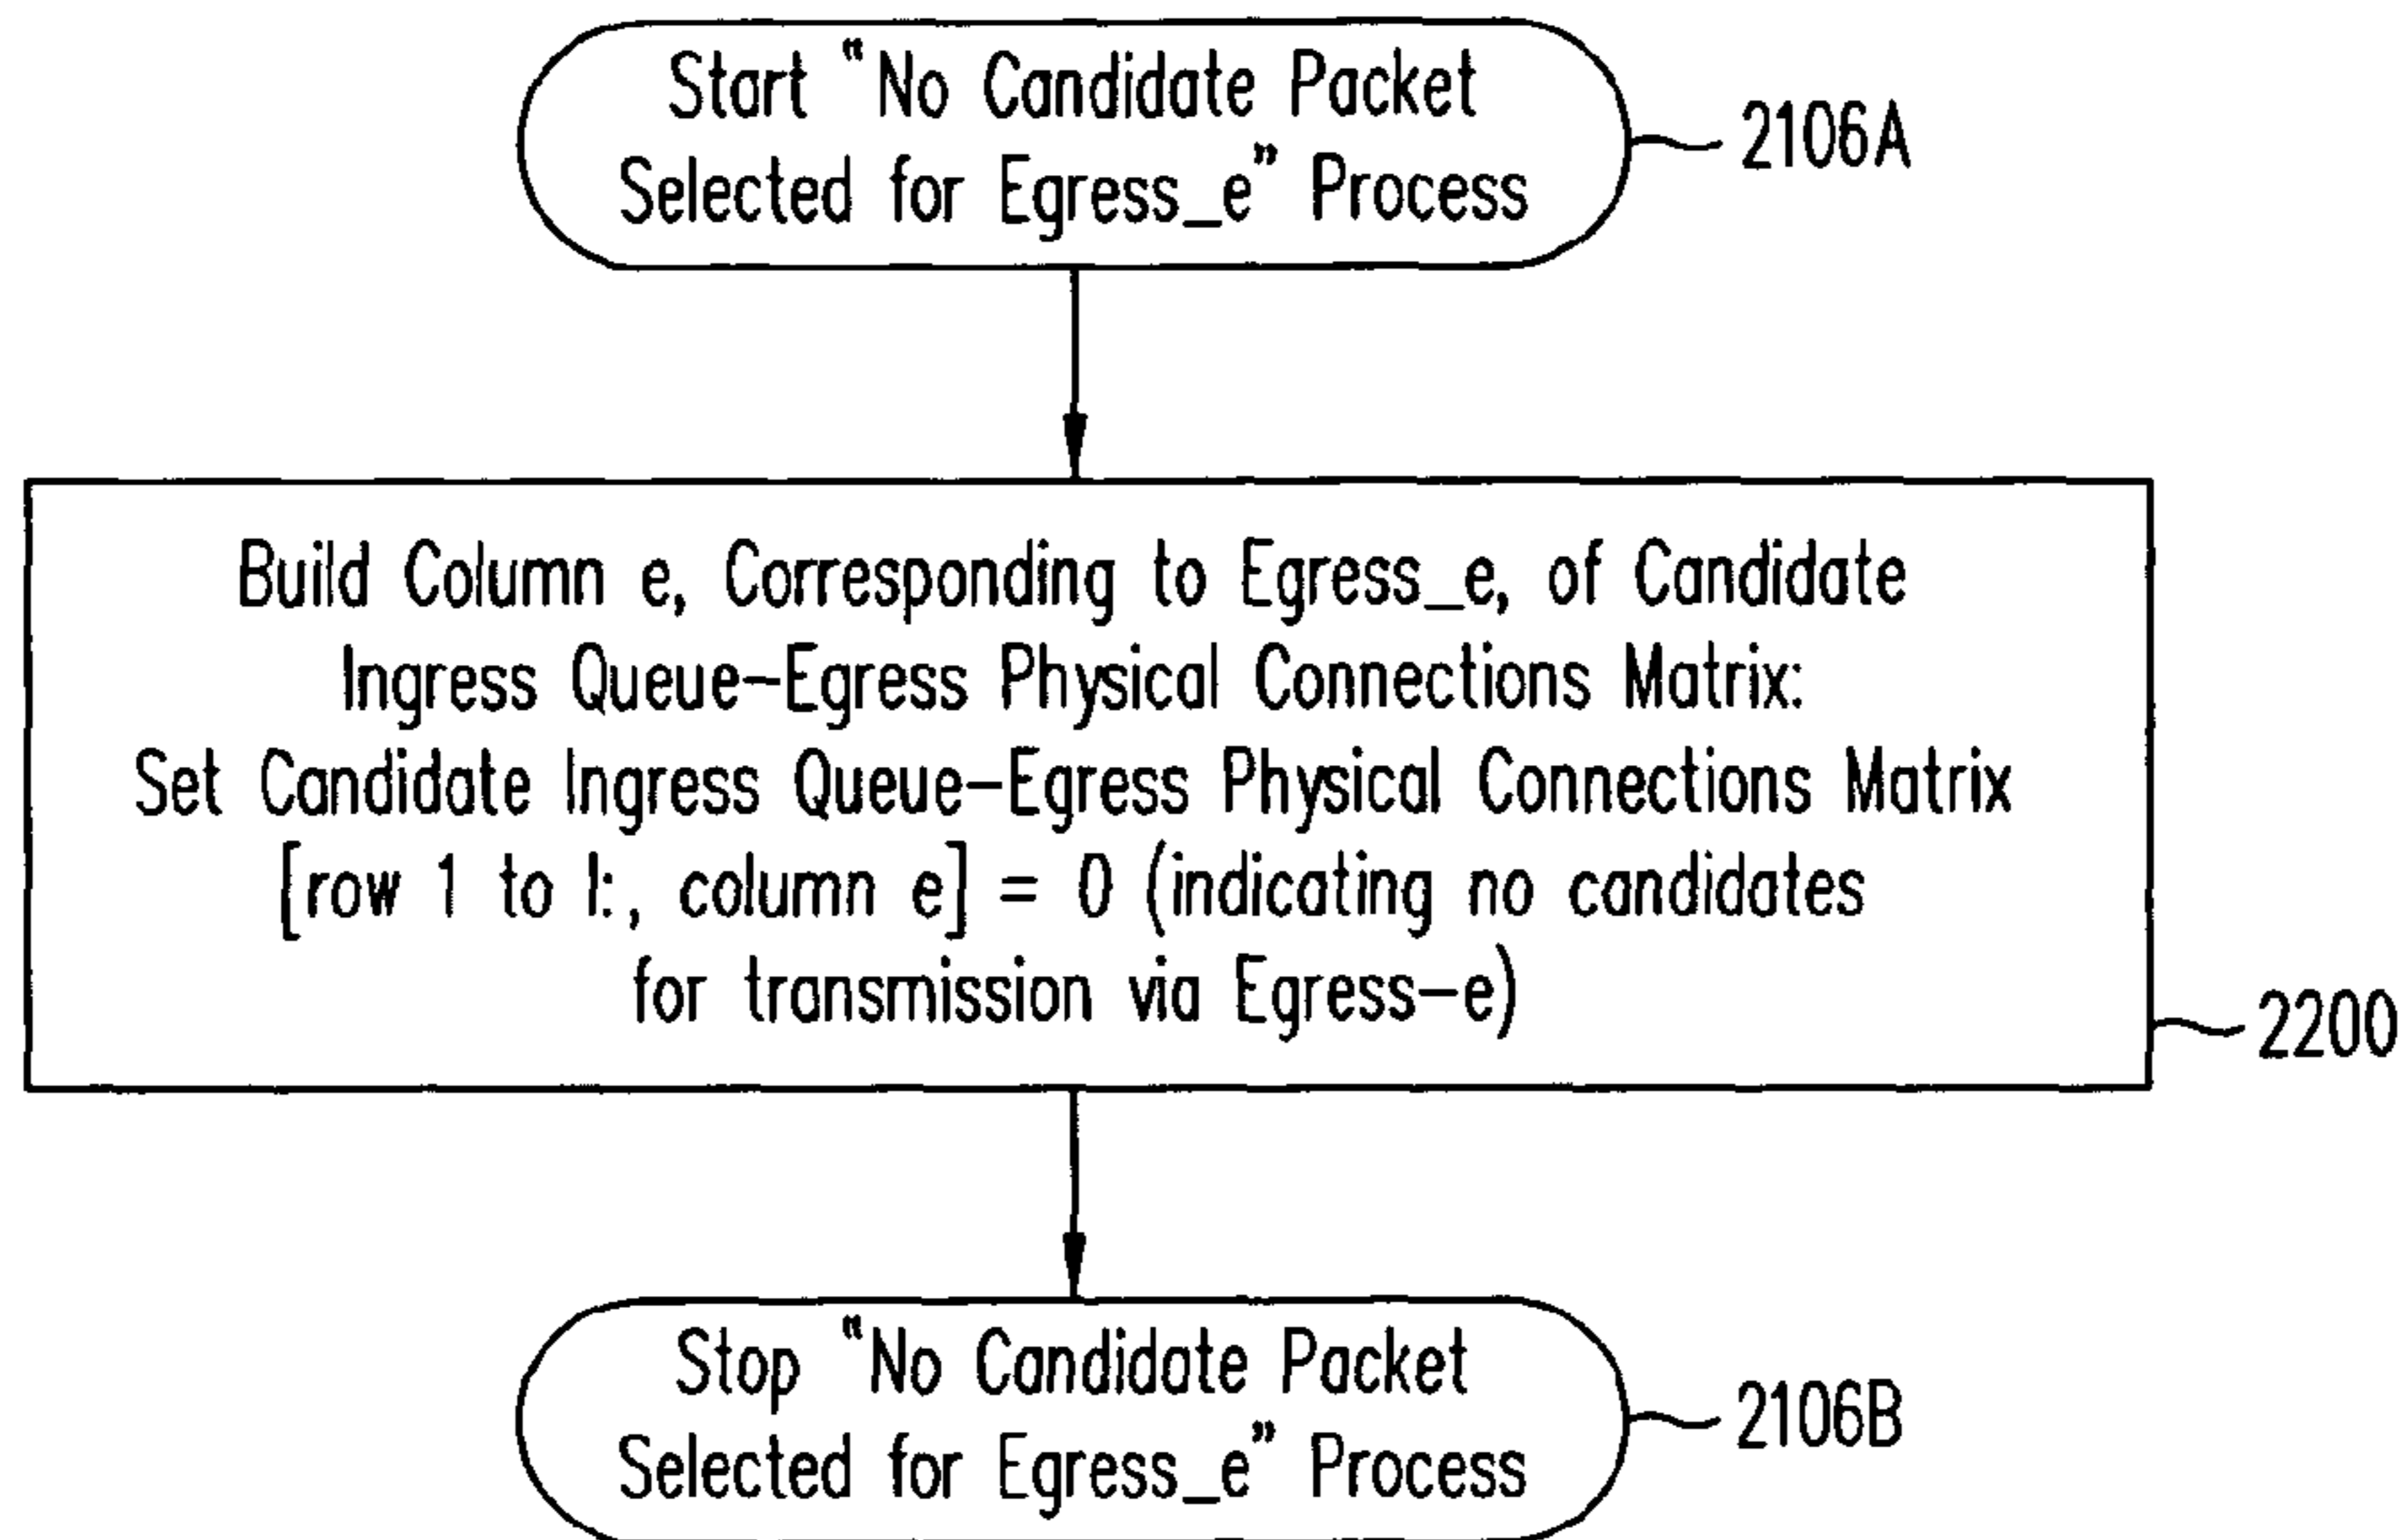 Start "No Candidate Packet
Selected for Egress_e" Process
2106A
Build Column e, Corresponding to Egress_e, of Candidate
Ingress Queue-Egress Physical Connections Matrix:
Set Candidate Ingress Queue-Egress Physical Connections Matrix
[row 1 to I:, column e] = 0 (indicating no candidates
for transmission via Egress-e)
2200
Stop "No Candidate Packet
Selected for Egress_e" Process
2106B